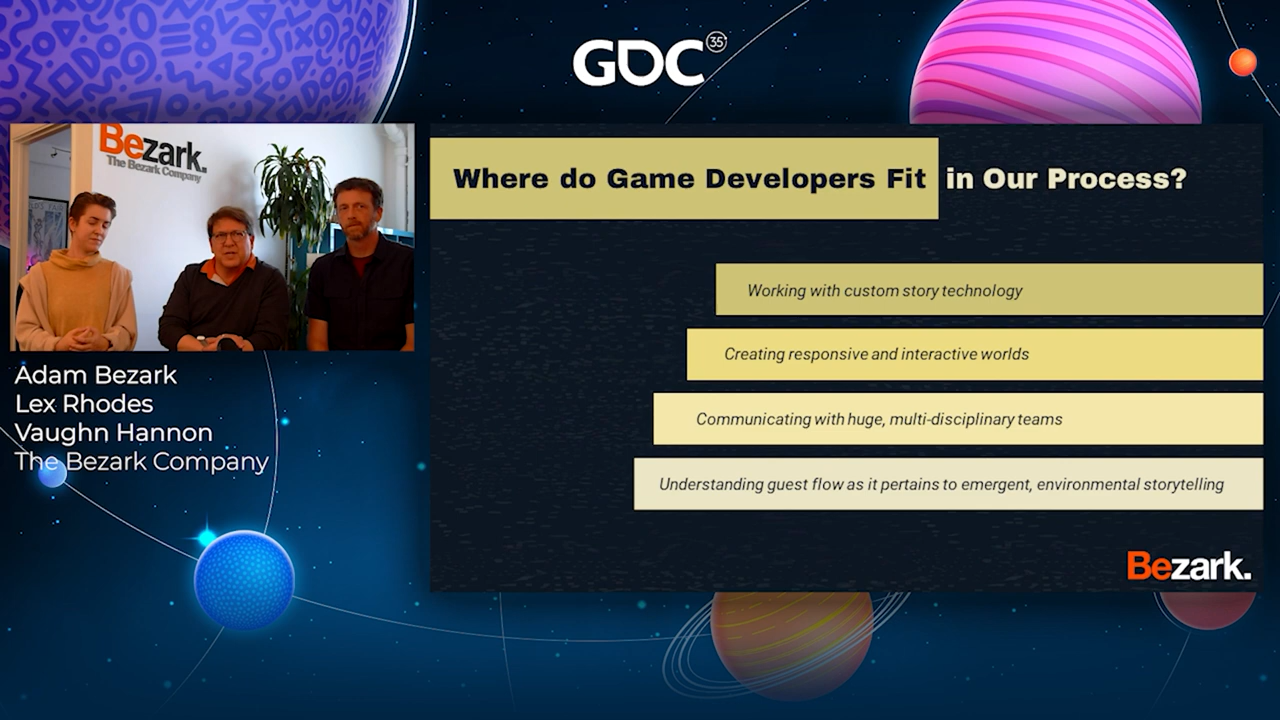 GDC 35
Bezark.
The Bezark Company
Adam Bezark
Lex Rhodes
Vaughn Hannon
The Bezark Company
Where do Game Developers Fit in Our Process?
Working with custom story technology
Creating responsive and interactive worlds
Communicating with huge, multi-disciplinary teams
Understanding guest flow as it pertains to emergent, environmental storytelling
Bezark.